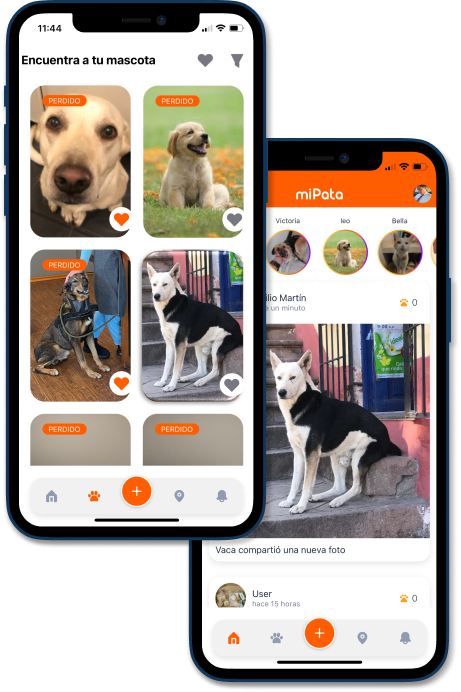 11:44
Encuentra a tu mascota
PERDIDO
PERDIDO
PERDIDO
PERDIDO
PERDIDO
miPata
Victoria
leo
Bella
ilio Martín
un minuto
0
Vaca compartió una nueva foto
User
hace 15 horas
0